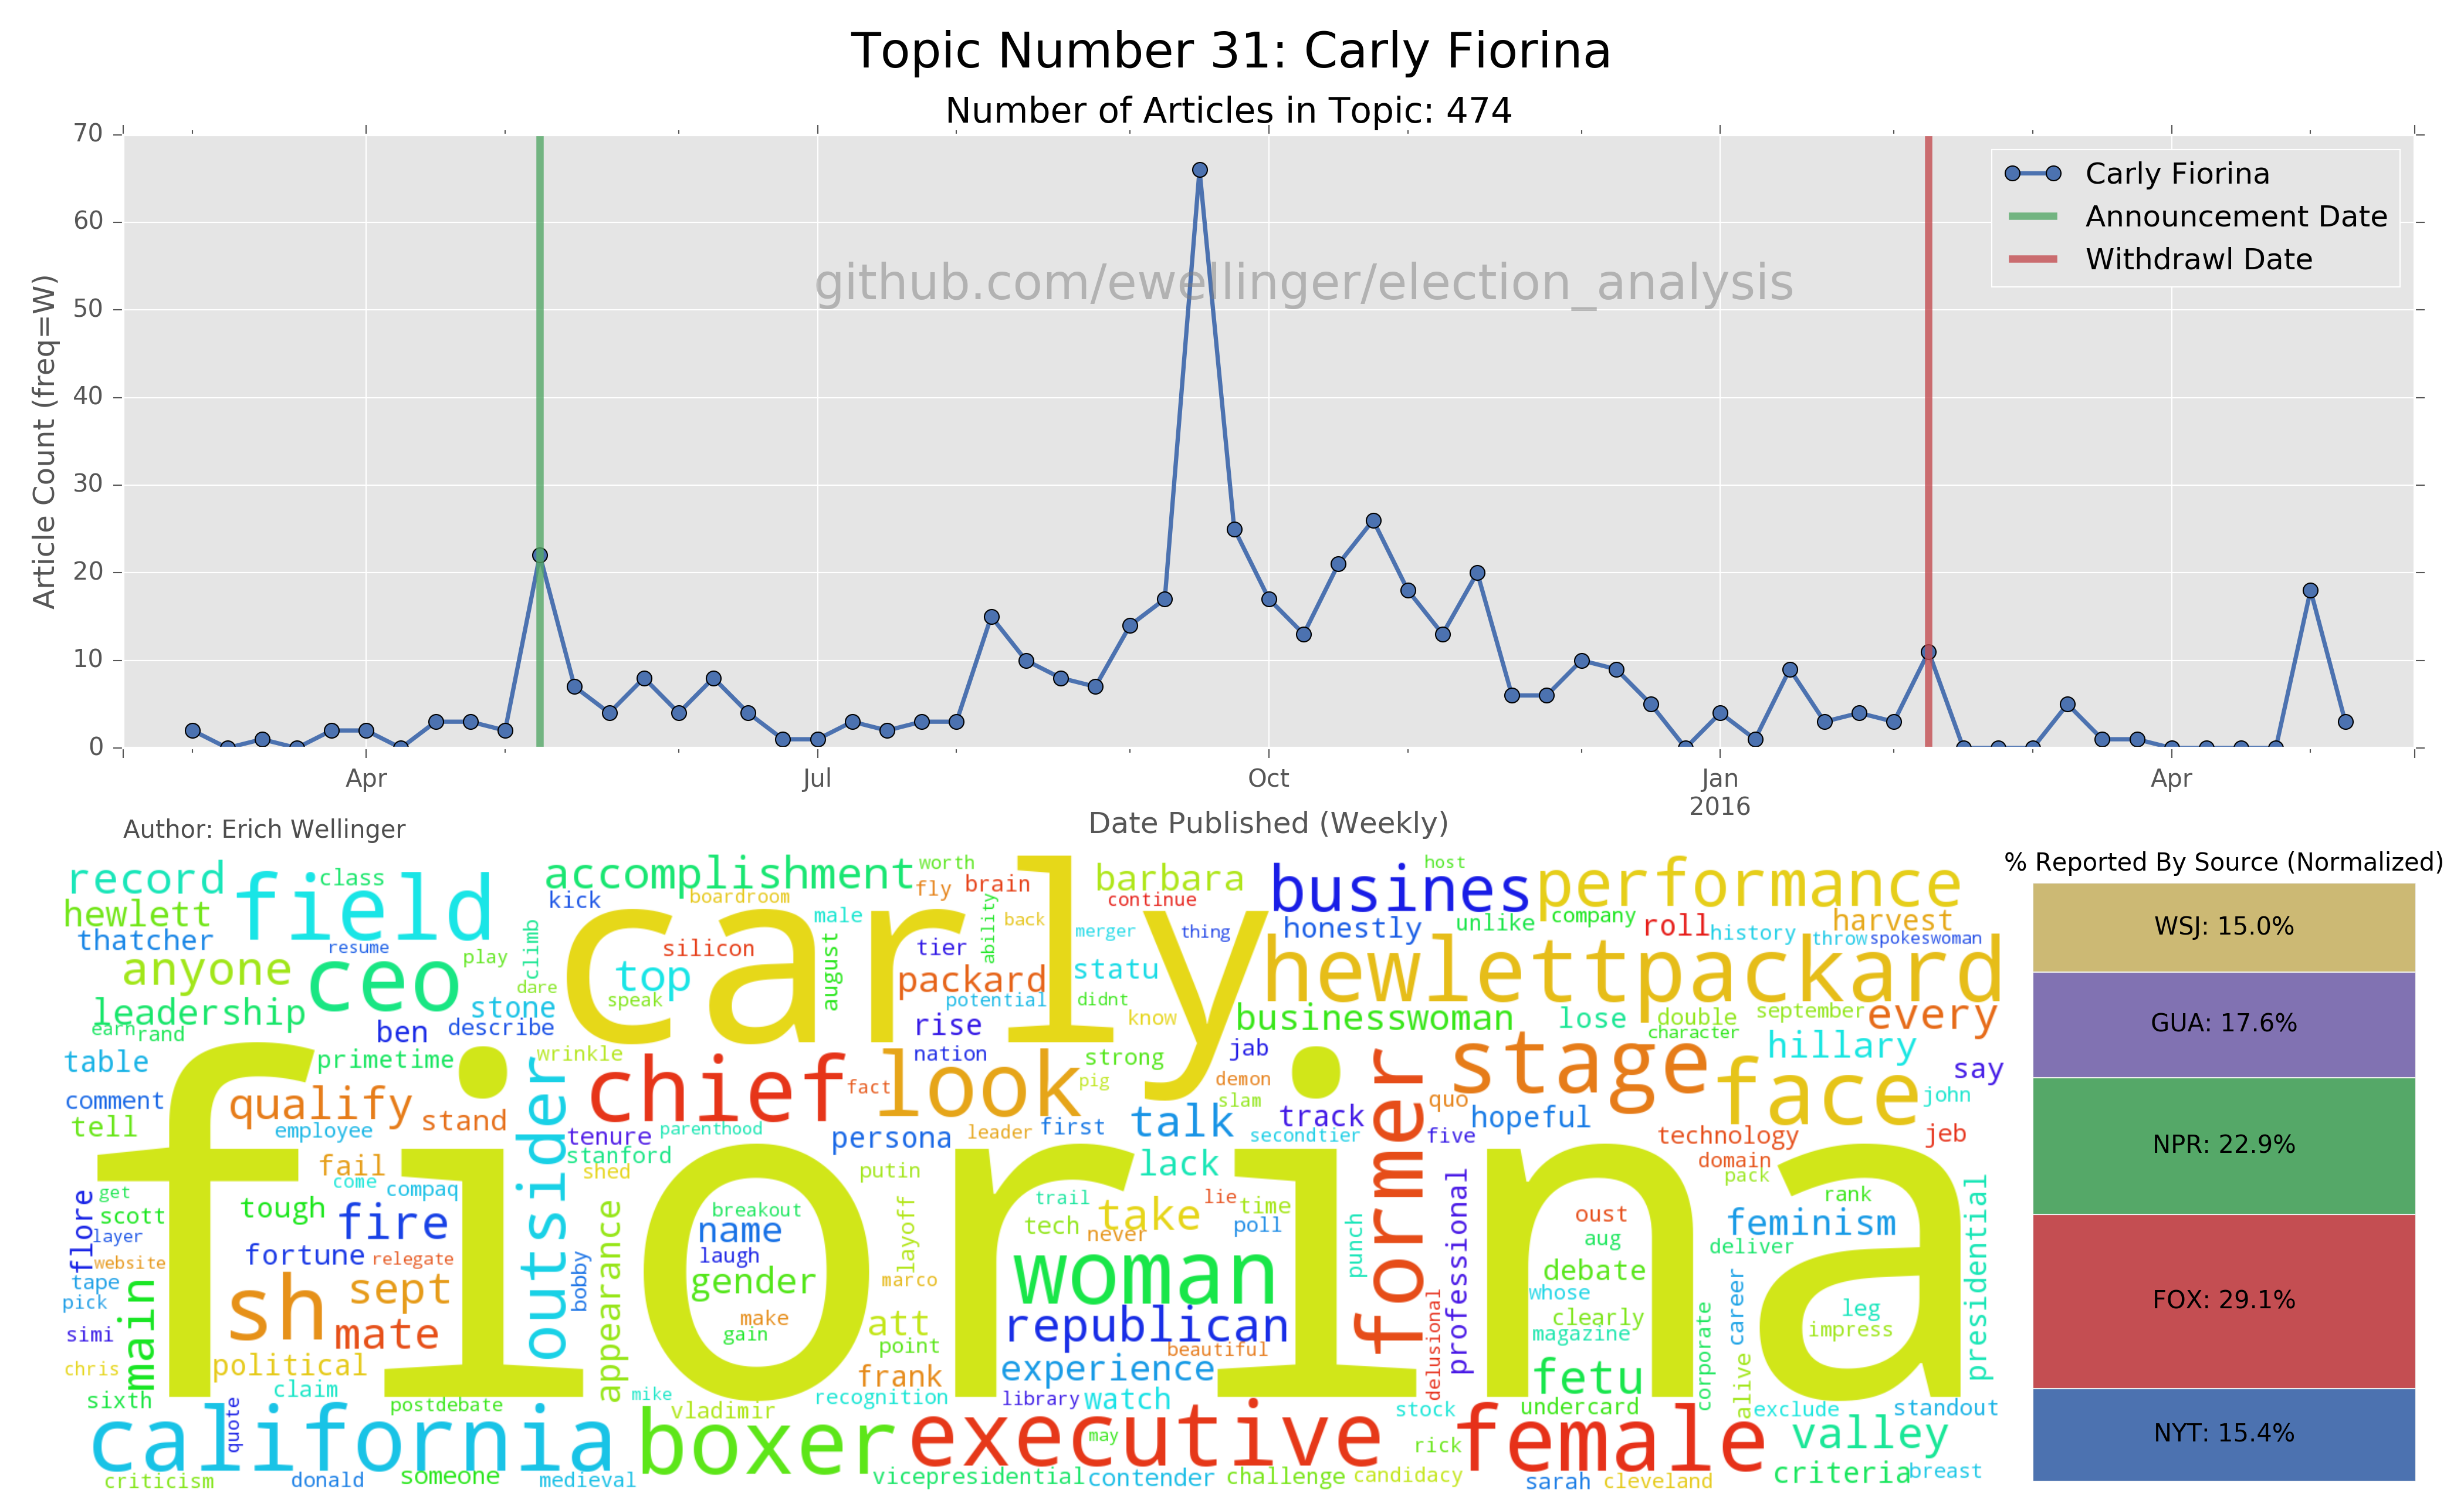 Topic Number 31: Carly Fiorina
Number of Articles in Topic: 474
70
60
50
40
30
20
10
0
Article Count (freq=W)
Carly Fiorina
Announcement Date
Withdrawl Date
github.com/ewellinger/election_analysis
Apr Jul Oct Jan Apr
2016
Date Published (Weekly)
Author: Erich Wellinger
record field class accomplishment worth fly brain carly barbara continue busines host performance
hewlett kick boardroom male ability back merger thing honestly unlike company roll history harvest throw spokeswoman
thatcher resume anyone ceo play climb dare silicon top speak august tier packard potential statu didnt hewlettpackard
leadership earn rand ben stone describe rise know businesswoman lose double september character every
table primetime wrinkle nation strong jab stage hillary say
comment qualify stand outsider chief fact look pig demon slam former quo hopeful face john
tell employee tenure parenthood persona leader first talk secondtier track five technology jeb
fiorina
fail come compaq stanford shed putin lack domain pack
flore get scott tough fire appearance breakout name layoff trail tech never take lie time poll punch professional oust aug rank feminism deliver presidential
layer website fortune relegate bobby laugh gender marco woman debate whose
tape pick main sh sept make gain att republican delusional clearly magazine corporate career leg impress
simi mate point beautiful
chris political frank experience fetu alive
sixth claim quote postdebate mike vladimir recognition library watch stock undercard exclude standout
california boxer executive may rick female valley
criticism donald someone medieval vicepresidential contender challenge candidacy sarah cleveland criteria breast
% Reported By Source (Normalized)
WSJ: 15.0%
GUA: 17.6%
NPR: 22.9%
FOX: 29.1%
NYT: 15.4%